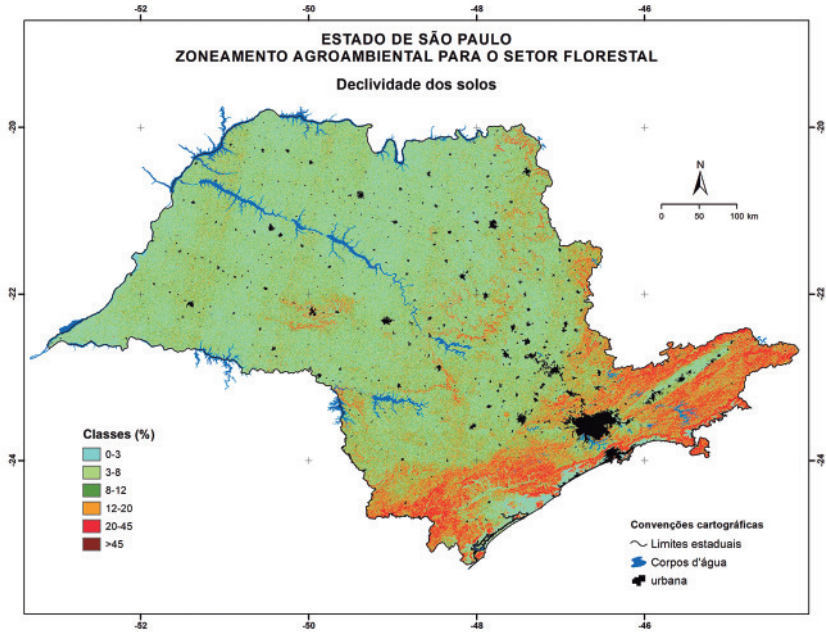 -52
-50
-48
-46
ESTADO DE SÃO PAULO
ZONEAMENTO AGROAMBIENTAL PARA O SETOR FLORESTAL
Declividade dos solos
-20
-20
N
0 50 100 km
-22
-22
Classes (%)
0-3
3-8
8-12
12-20
20-45
>45
-24
-24
Convenções cartográficas
Limites estaduais
Corpos d'água
urbana
-52
-50
-48
-46